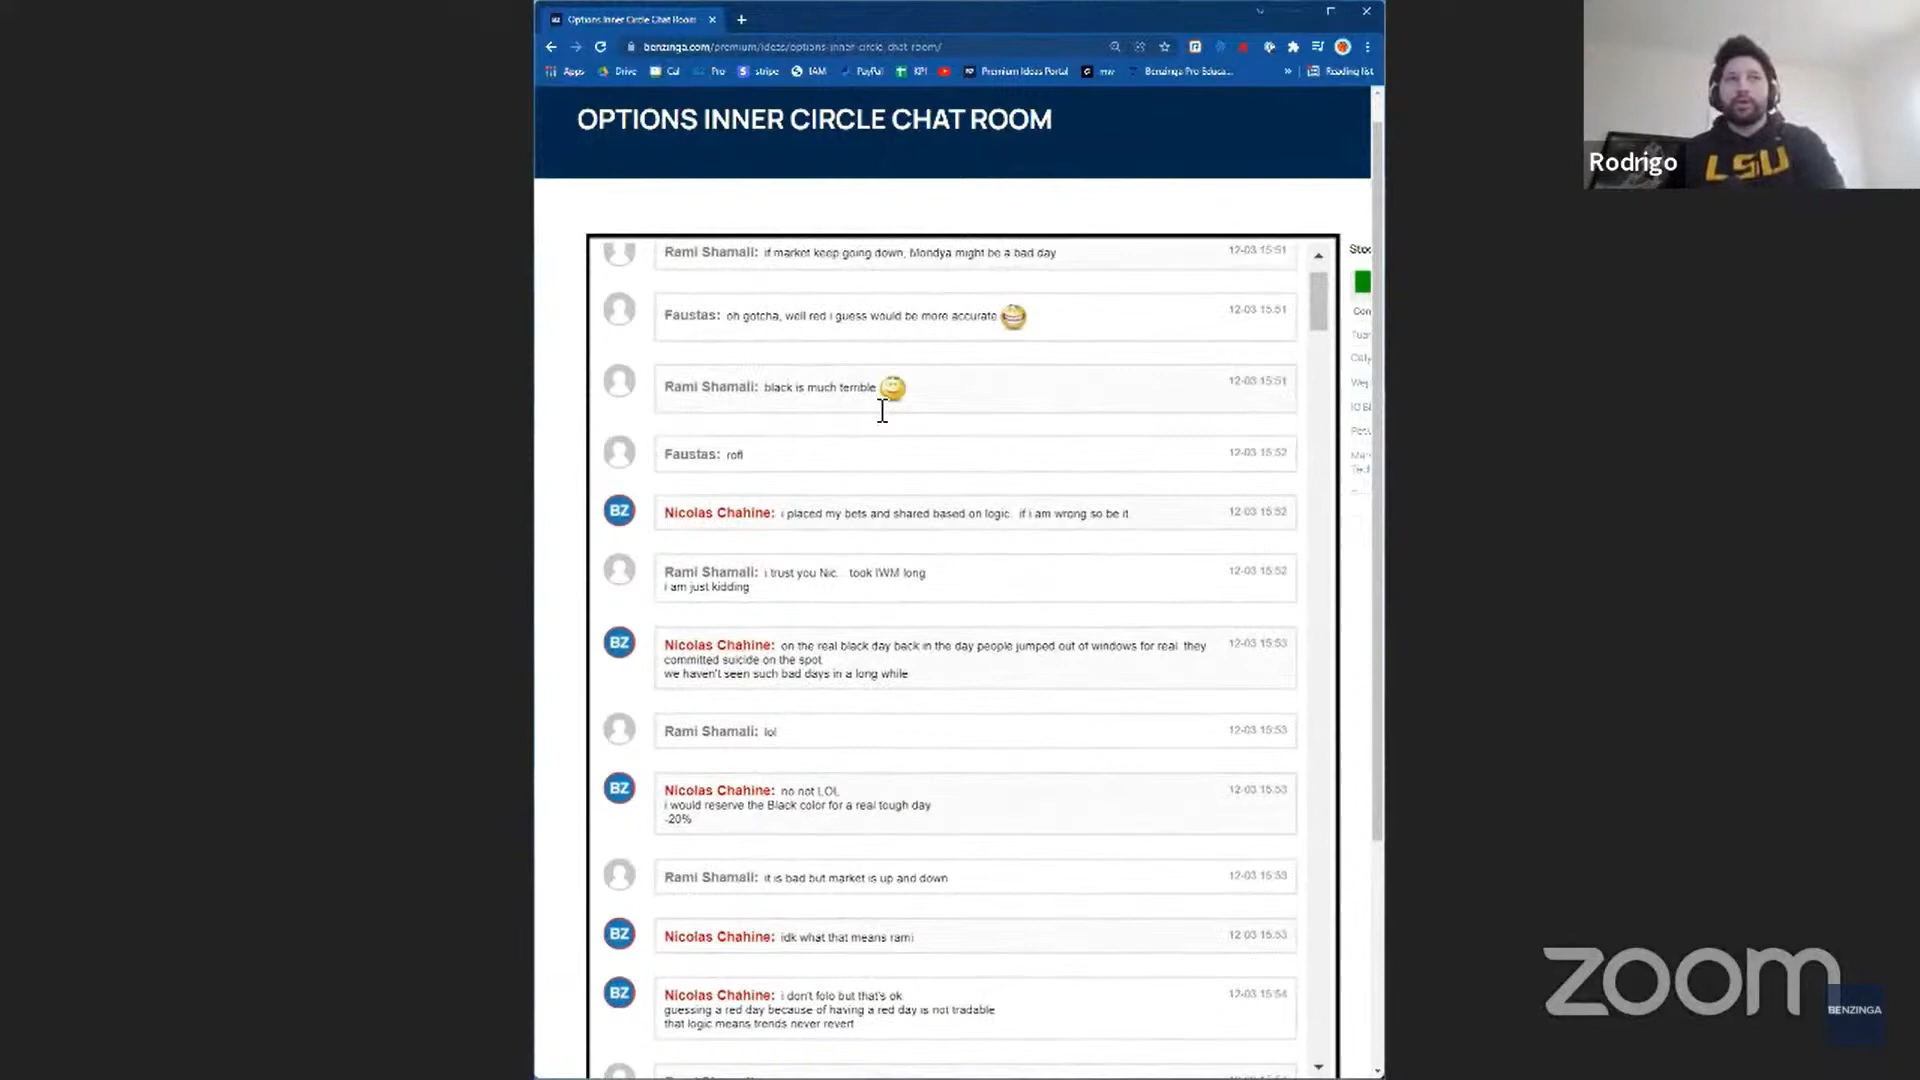 Options Inner Circle Chat Room
benzinga.com/premium/ideas/options-inner-circle-chat-room/
Apps Drive Cal Pro stripe IAM PayPal KPI Premium Ideas Portal mw Benzinga Pro Educa... » Reading list
OPTIONS INNER CIRCLE CHAT ROOM
Rodrigo
LSU
Rami Shamali: if market keep going down, Mondya might be a bad day 12-03 15:51
Faustas: oh gotcha, well red i guess would be more accurate 12-03 15:51
Rami Shamali: black is much terrible 12-03 15:51
Faustas: rofl 12-03 15:52
BZ Nicolas Chahine: i placed my bets and shared based on logic. if i am wrong so be it 12-03 15:52
Rami Shamali: i trust you Nic. took IWM long 12-03 15:52
i am just kidding
BZ Nicolas Chahine: on the real black day back in the day people jumped out of windows for real. they 12-03 15:53
committed suicide on the spot
we haven't seen such bad days in a long while
Rami Shamali: lol 12-03 15:53
BZ Nicolas Chahine: no not LOL 12-03 15:53
i would reserve the Black color for a real tough day
-20%
Rami Shamali: it is bad but market is up and down 12-03 15:53
BZ Nicolas Chahine: idk what that means rami 12-03 15:53
BZ Nicolas Chahine: i don't folo but that's ok 12-03 15:54
guessing a red day because of having a red day is not tradable
that logic means trends never revert
zoom
BENZINGA